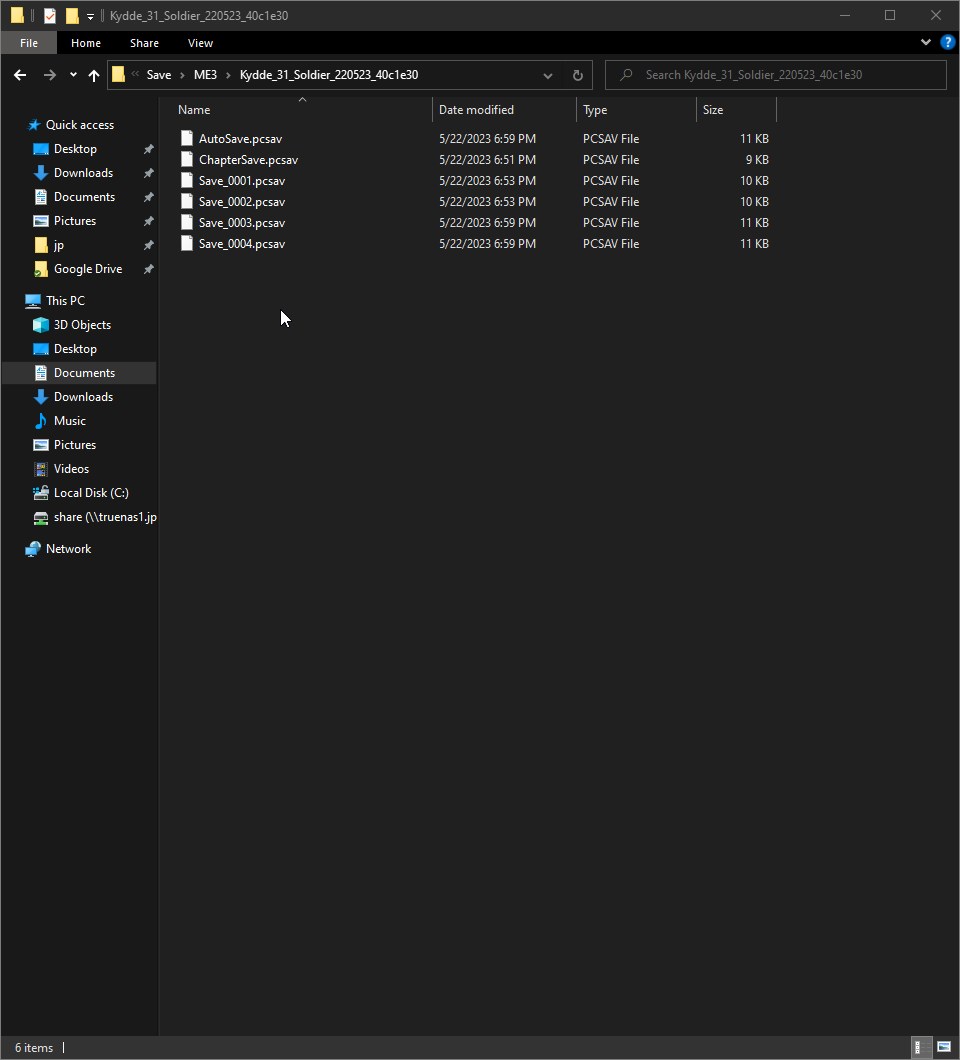 Kydde_31_Soldier_220523_40c1e30
File Home Share View
Save › ME3 › Kydde_31_Soldier_220523_40c1e30
Search Kydde_31_Soldier_220523_40c1e30
Name Date modified Type Size
AutoSave.pcsav 5/22/2023 6:59 PM PCSAV File 11 KB
ChapterSave.pcsav 5/22/2023 6:51 PM PCSAV File 9 KB
Save_0001.pcsav 5/22/2023 6:53 PM PCSAV File 10 KB
Save_0002.pcsav 5/22/2023 6:53 PM PCSAV File 10 KB
Save_0003.pcsav 5/22/2023 6:59 PM PCSAV File 11 KB
Save_0004.pcsav 5/22/2023 6:59 PM PCSAV File 11 KB
Quick access
Desktop
Downloads
Documents
Pictures
jp
Google Drive
This PC
3D Objects
Desktop
Documents
Downloads
Music
Pictures
Videos
Local Disk (C:)
share (\\truenas1.jp
Network
6 items